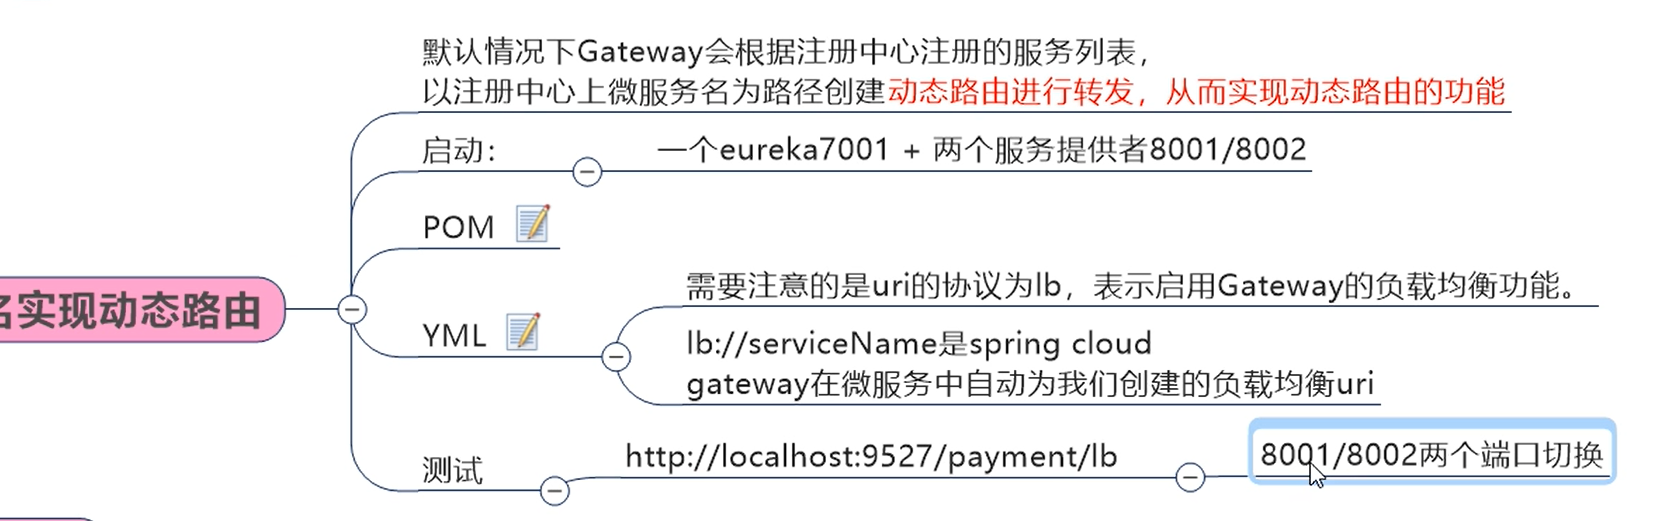 默认情况下Gateway会根据注册中心注册的服务列表，
以注册中心上微服务名为路径创建动态路由进行转发，从而实现动态路由的功能
启动：
一个eureka7001 + 两个服务提供者8001/8002
POM
名实现动态路由
YML
需要注意的是uri的协议为lb，表示启用Gateway的负载均衡功能。
lb://serviceName是spring cloud
gateway在微服务中自动为我们创建的负载均衡uri
测试
http://localhost:9527/payment/lb
8001/8002两个端口切换